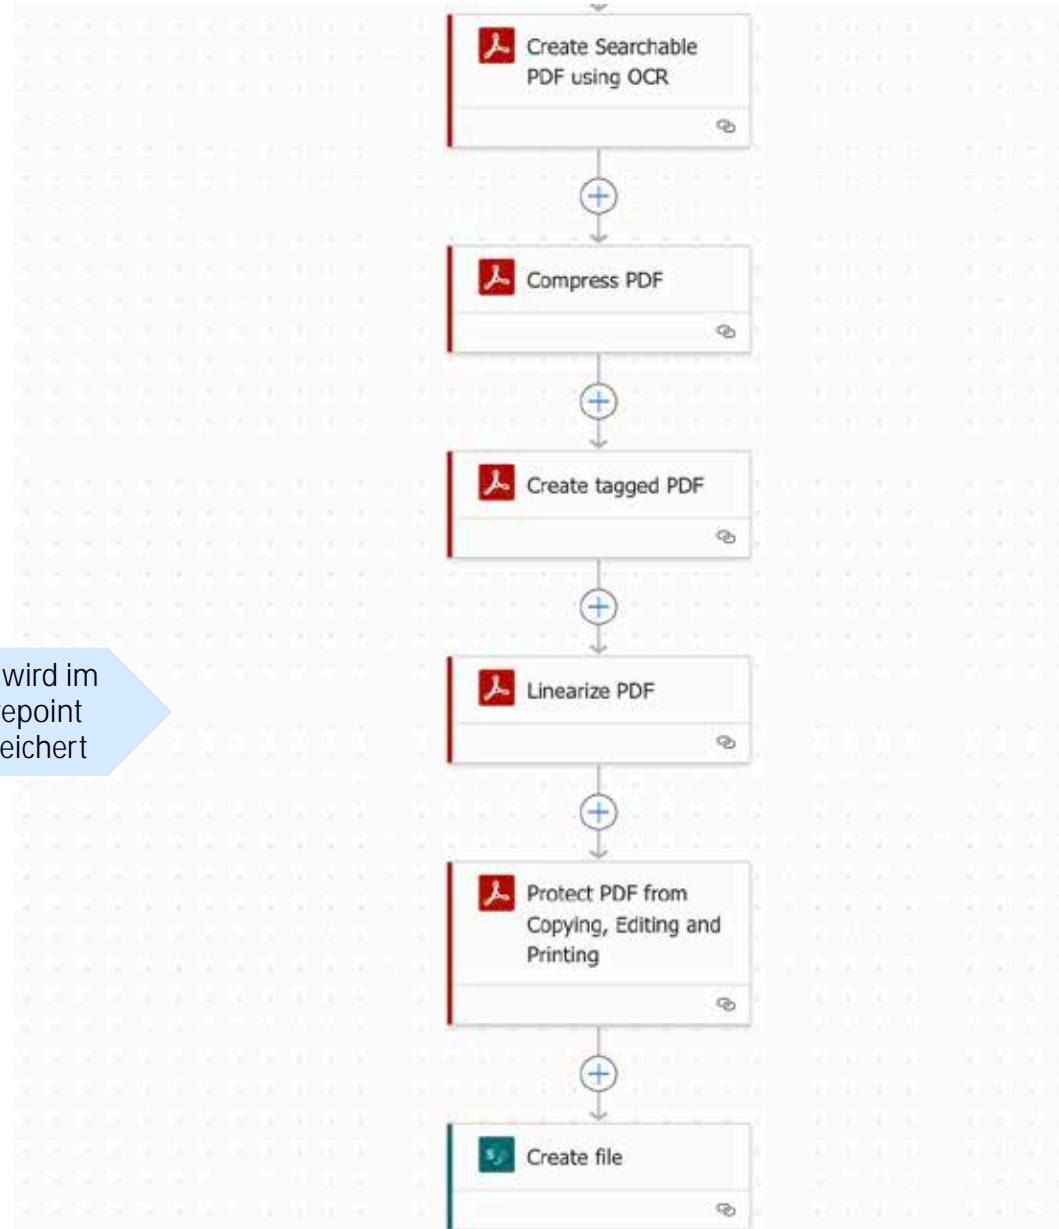 Create Searchable
PDF using OCR
Compress PDF
Create tagged PDF
wird im
epoint
eichert
Linearize PDF
Protect PDF from
Copying, Editing and
Printing
Create file